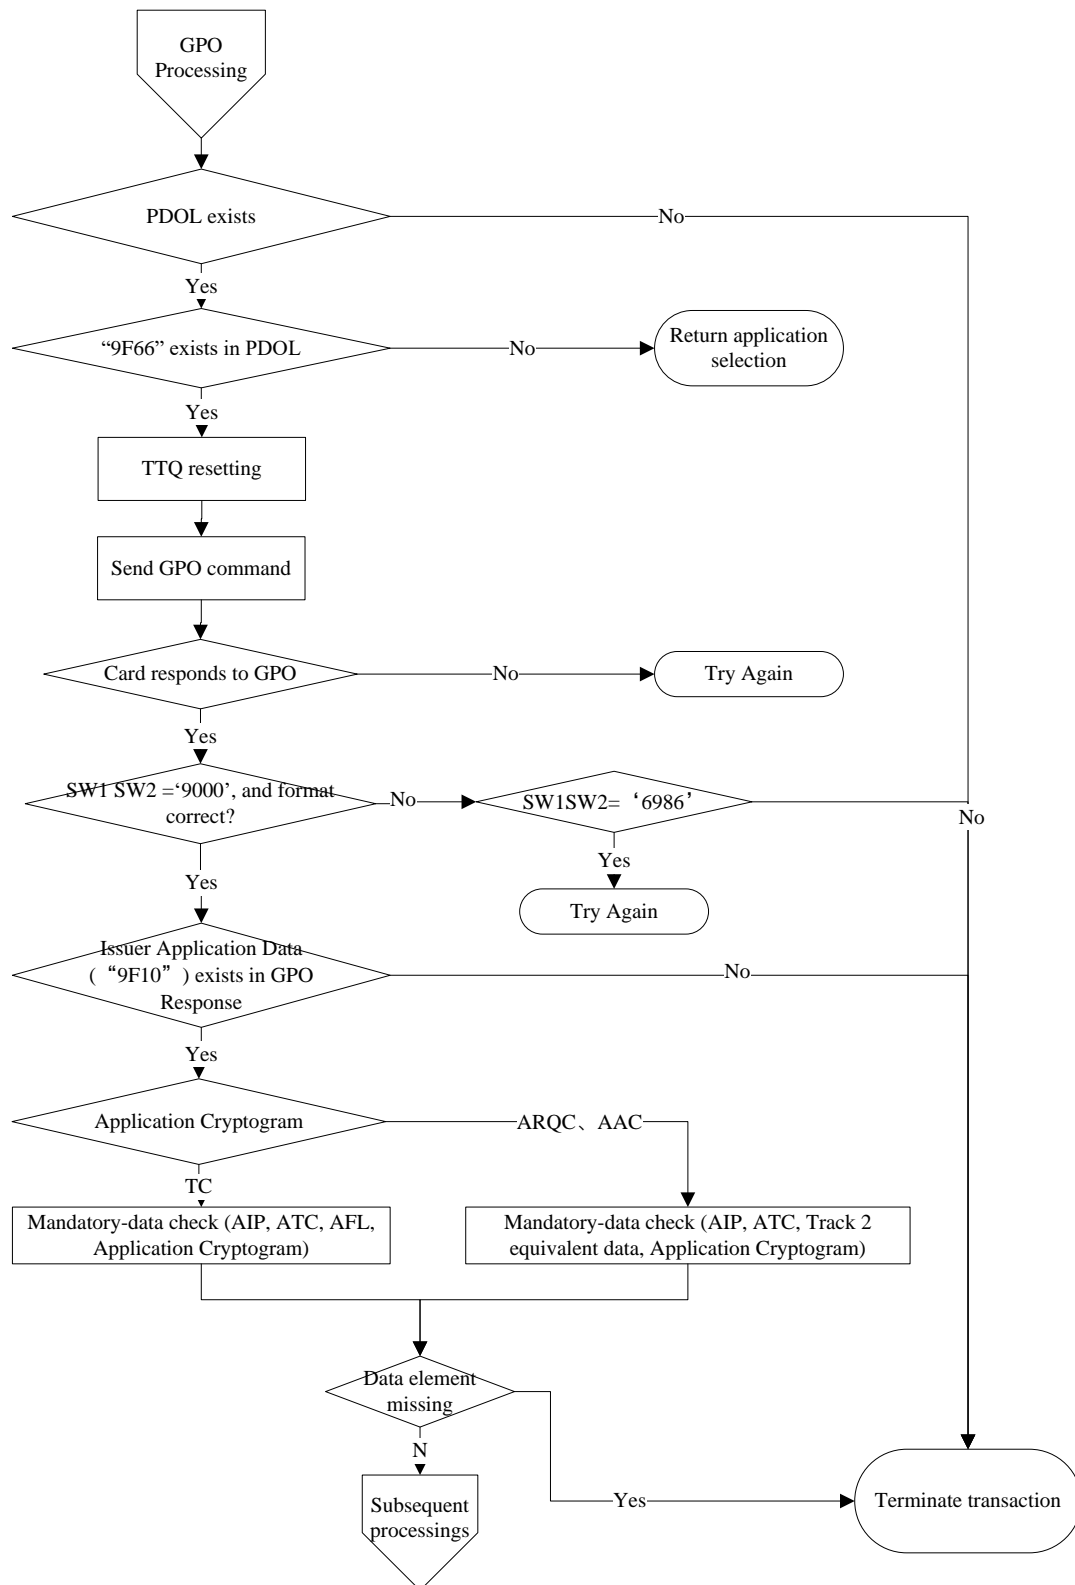 GPO
Processing
PDOL exists
No
Yes
“9F66” exists in PDOL
No
Return application
selection
Yes
TTQ resetting
Send GPO command
Card responds to GPO
No
Try Again
Yes
SW1 SW2 =‘9000’, and format
correct?
No
SW1SW2= ‘6986’
No
Yes
Yes
Try Again
Issuer Application Data
( “9F10” ) exists in GPO
Response
No
Yes
Application Cryptogram
ARQC、AAC
TC
Mandatory-data check (AIP, ATC, AFL,
Application Cryptogram)
Mandatory-data check (AIP, ATC, Track 2
equivalent data, Application Cryptogram)
Data element
missing
N
Yes
Subsequent
processings
Terminate transaction